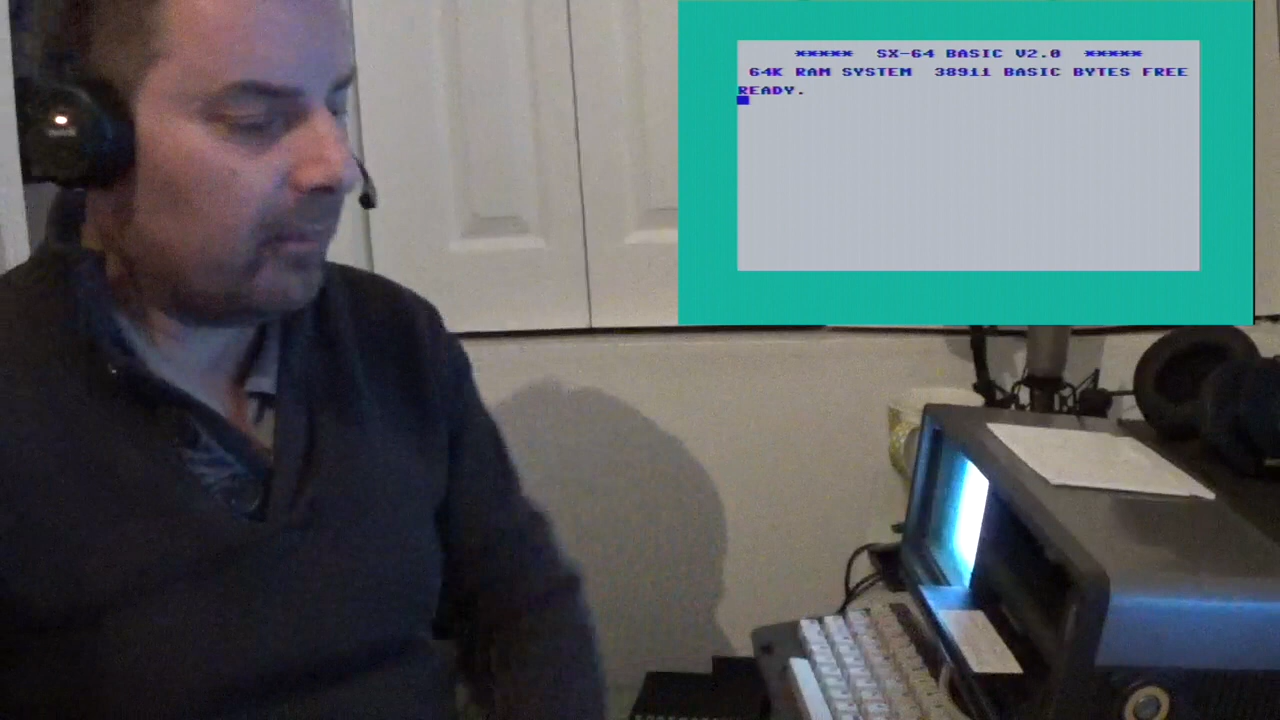 ***** SX-64 BASIC V2.0 *****
64K RAM SYSTEM 38911 BASIC BYTES FREE
READY.